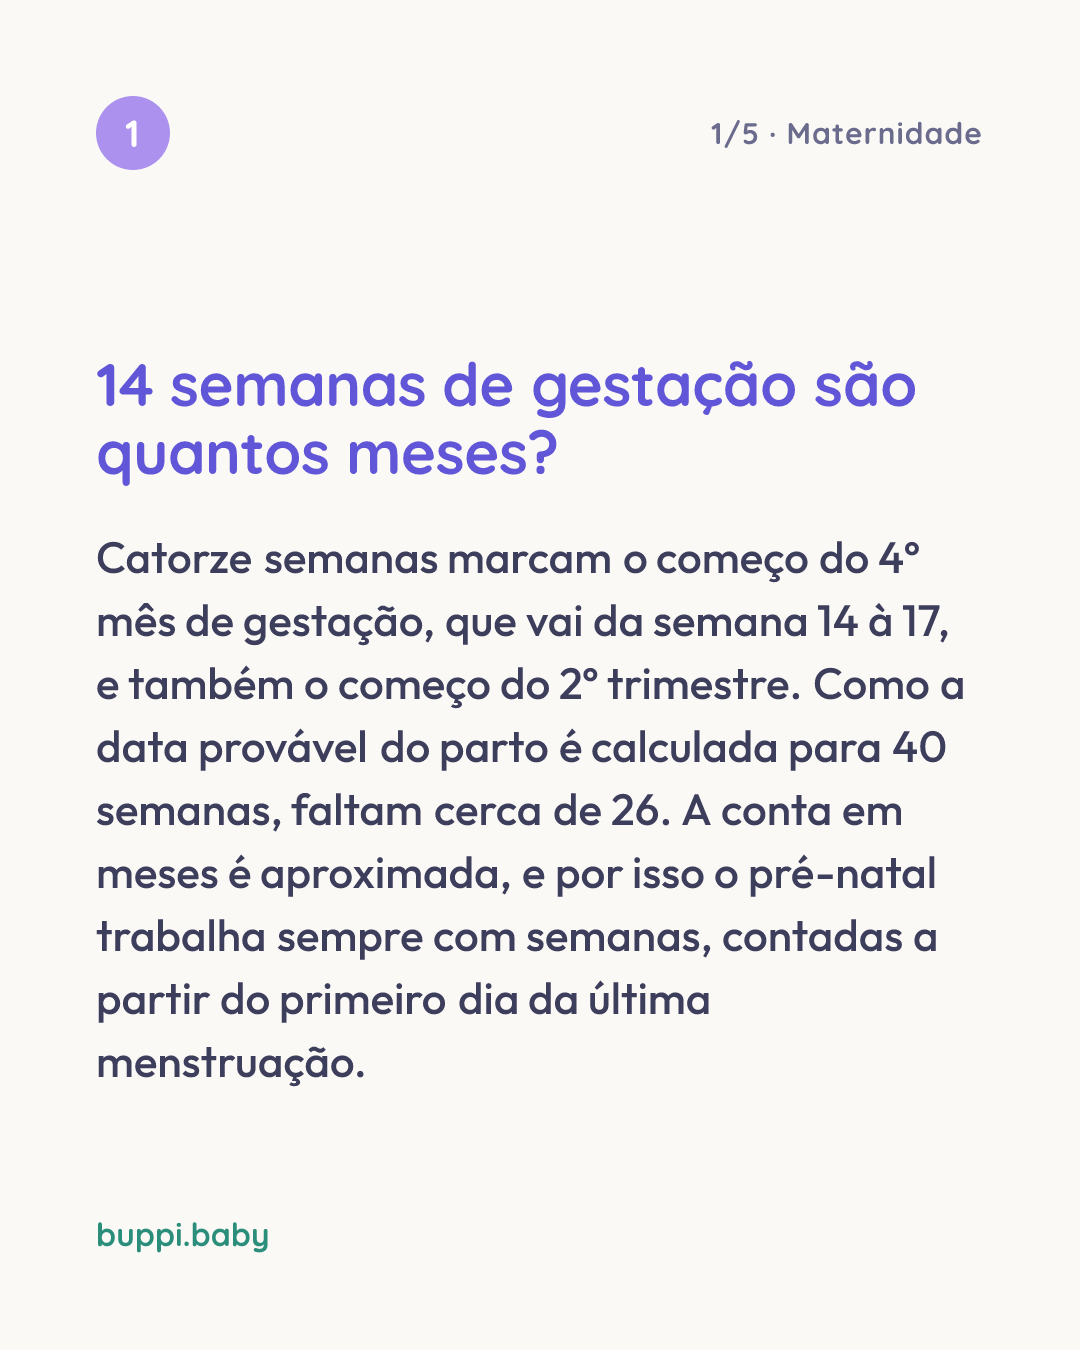 1
1/5 · Maternidade
14 semanas de gestação são
quantos meses?
Catorze semanas marcam o começo do 4º
mês de gestação, que vai da semana 14 à 17,
e também o começo do 2º trimestre. Como a
data provável do parto é calculada para 40
semanas, faltam cerca de 26. A conta em
meses é aproximada, e por isso o pré-natal
trabalha sempre com semanas, contadas a
partir do primeiro dia da última
menstruação.
buppi.baby